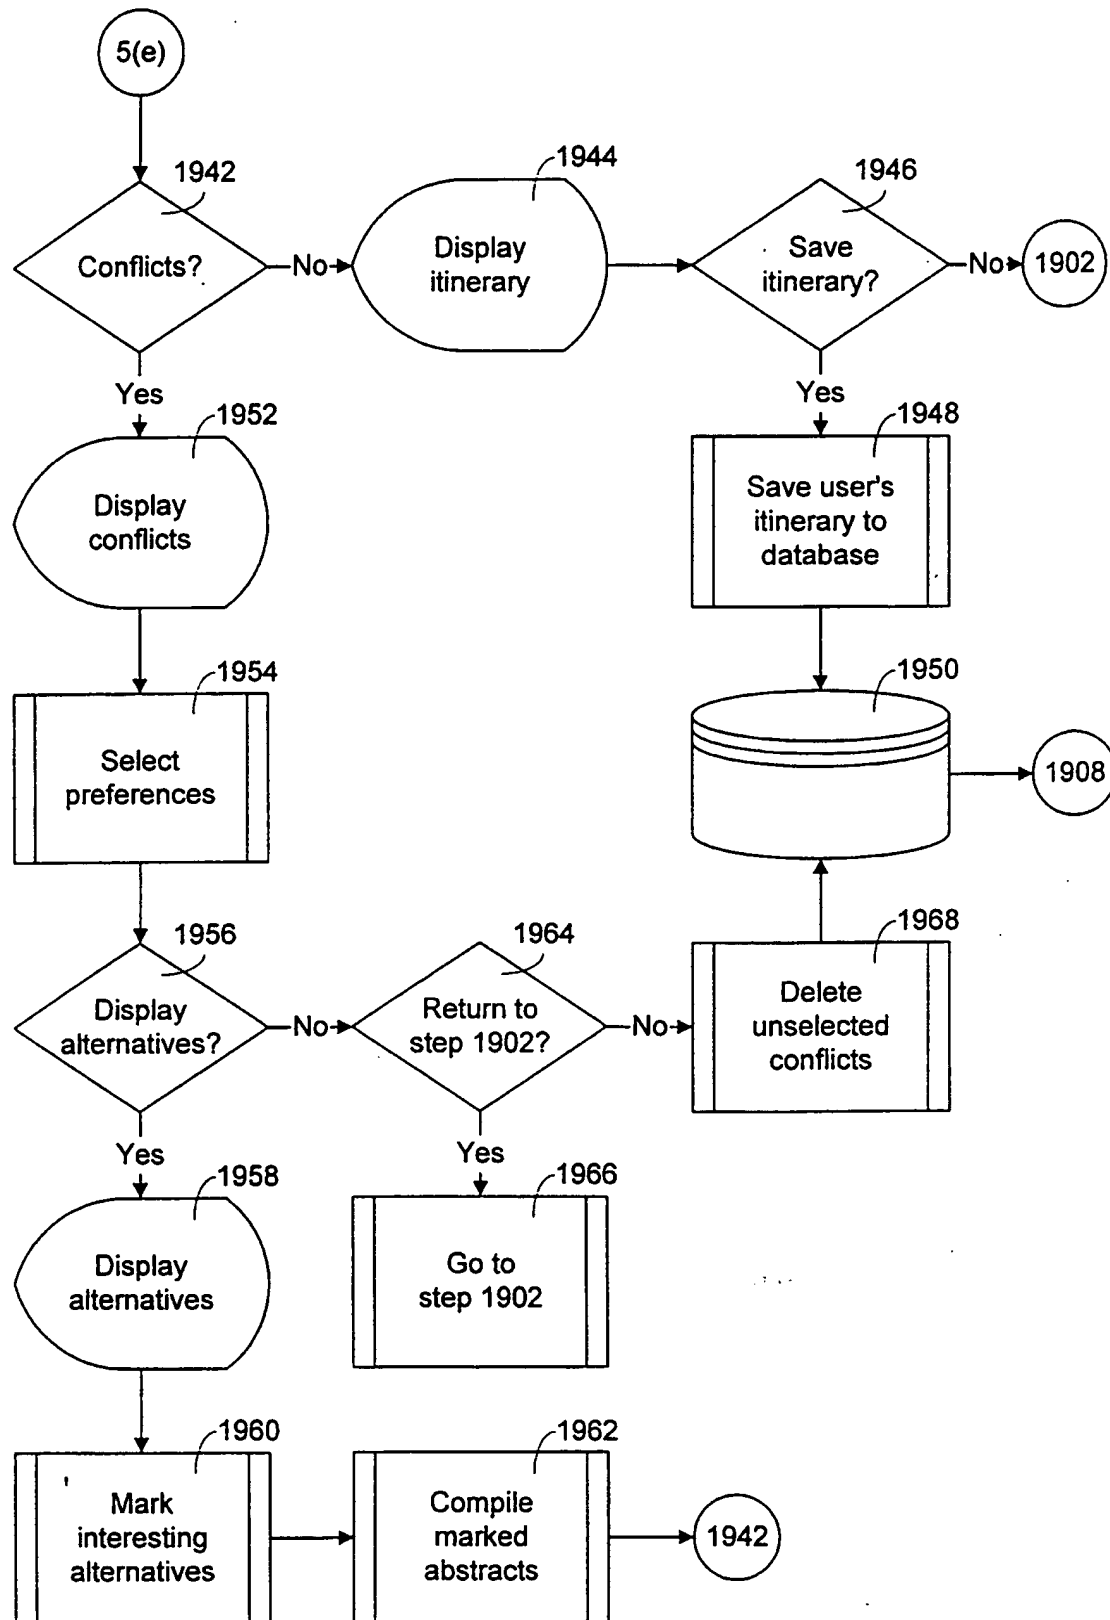 5(e)
1942
Conflicts?
No
1944
Display
itinerary
1946
Save
itinerary?
No
1902
Yes
1952
Display
conflicts
Yes
1948
Save user's
itinerary to
database
1954
Select
preferences
1950
1908
1956
Display
alternatives?
No
1964
Return to
step 1902?
No
1968
Delete
unselected
conflicts
Yes
1958
Display
alternatives
Yes
1966
Go to
step 1902
1960
Mark
interesting
alternatives
1962
Compile
marked
abstracts
1942